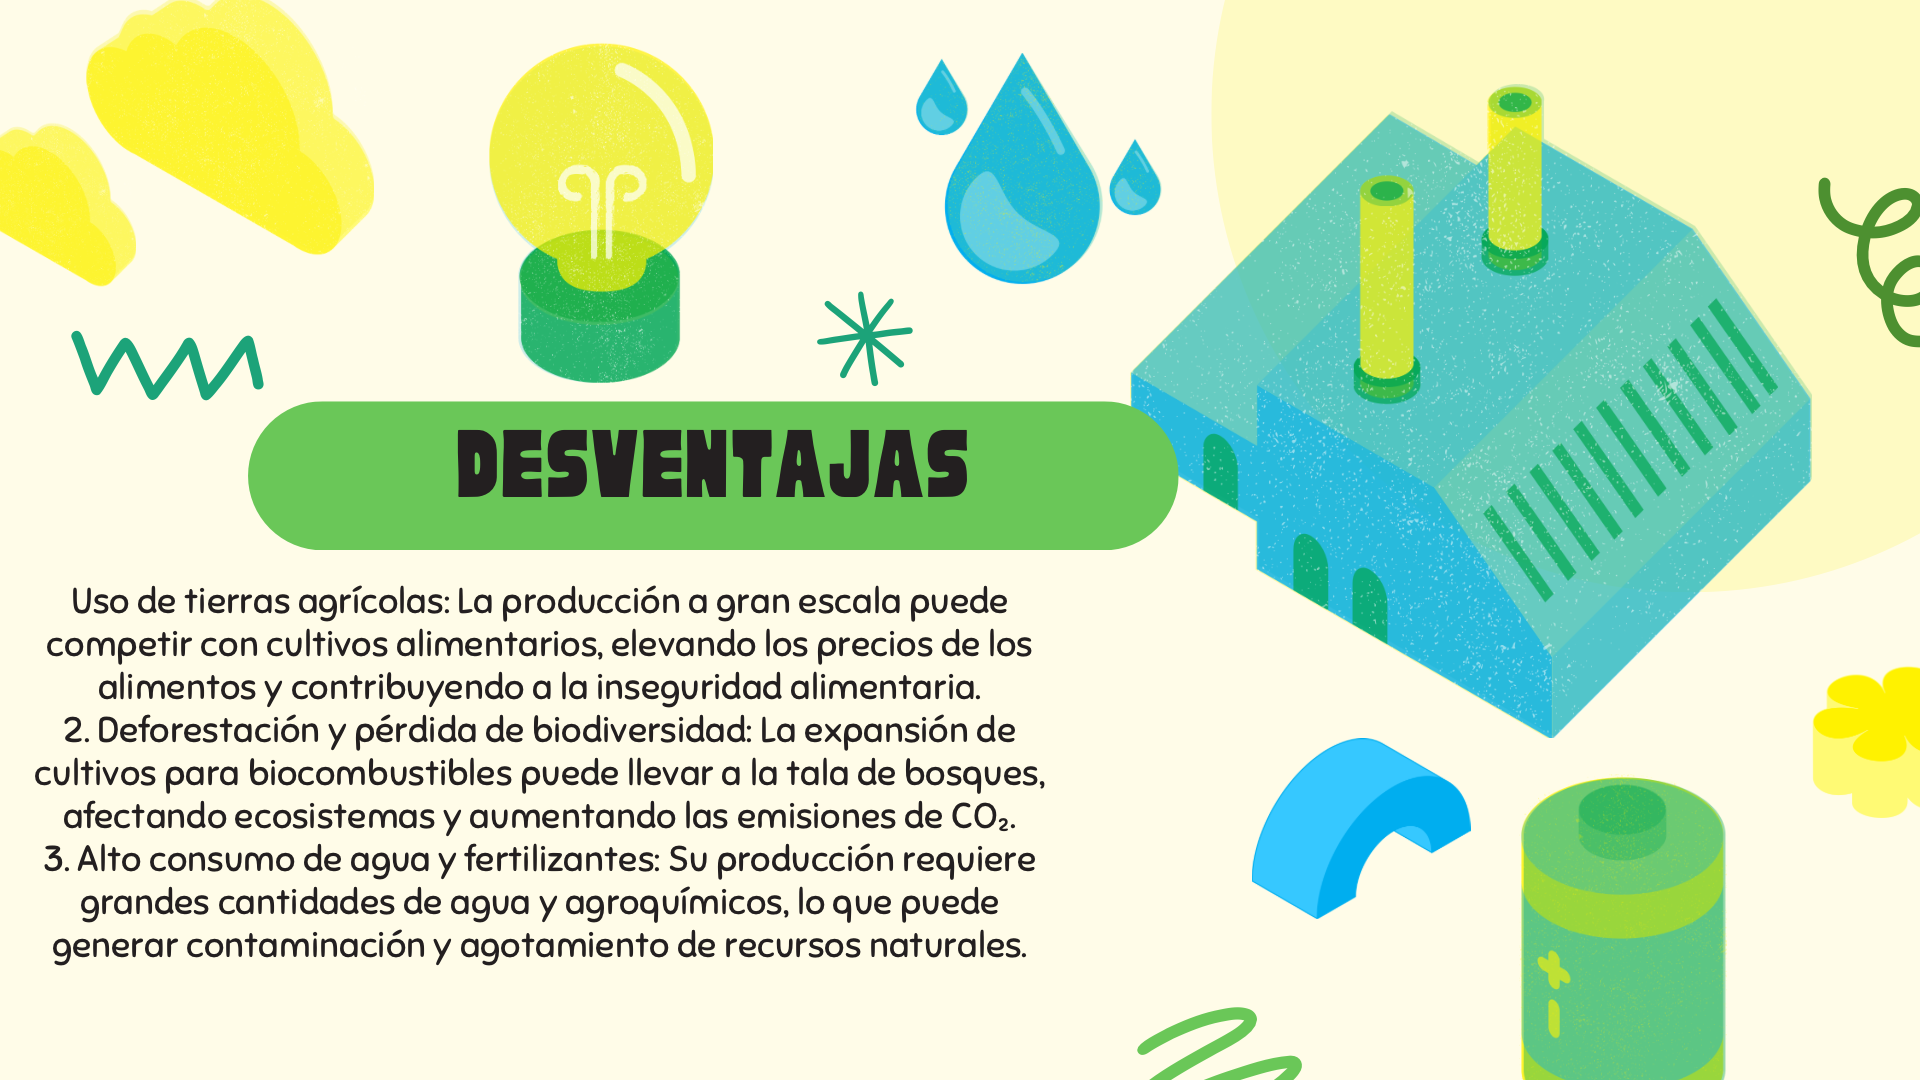 DESVENTAJAS
Uso de tierras agrícolas: La producción a gran escala puede
competir con cultivos alimentarios, elevando los precios de los
alimentos y contribuyendo a la inseguridad alimentaria.
2. Deforestación y pérdida de biodiversidad: La expansión de
cultivos para biocombustibles puede llevar a la tala de bosques,
afectando ecosistemas y aumentando las emisiones de CO₂.
3. Alto consumo de agua y fertilizantes: Su producción requiere
grandes cantidades de agua y agroquímicos, lo que puede
generar contaminación y agotamiento de recursos naturales.